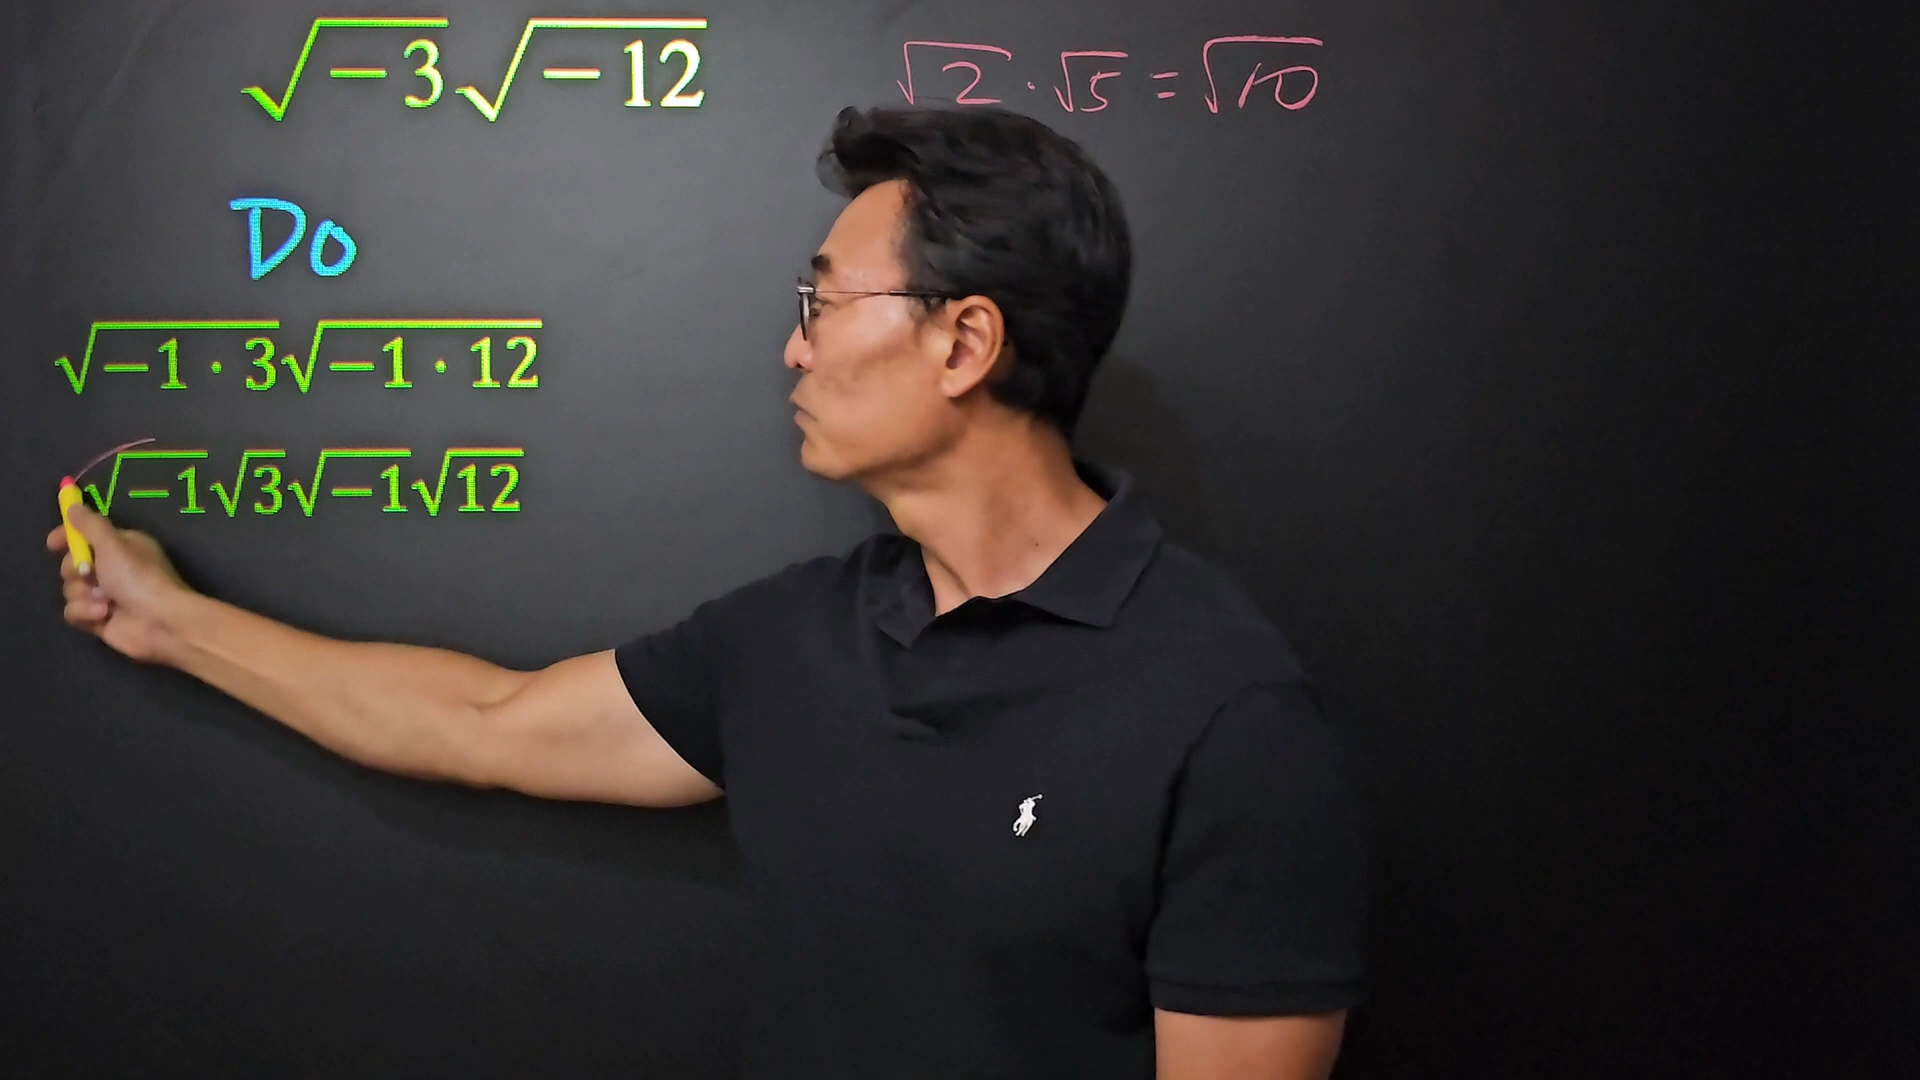 √-3√-12
√2 · √5 = √10
Do
√-1 · 3√-1 · 12
√-1√3√-1√12